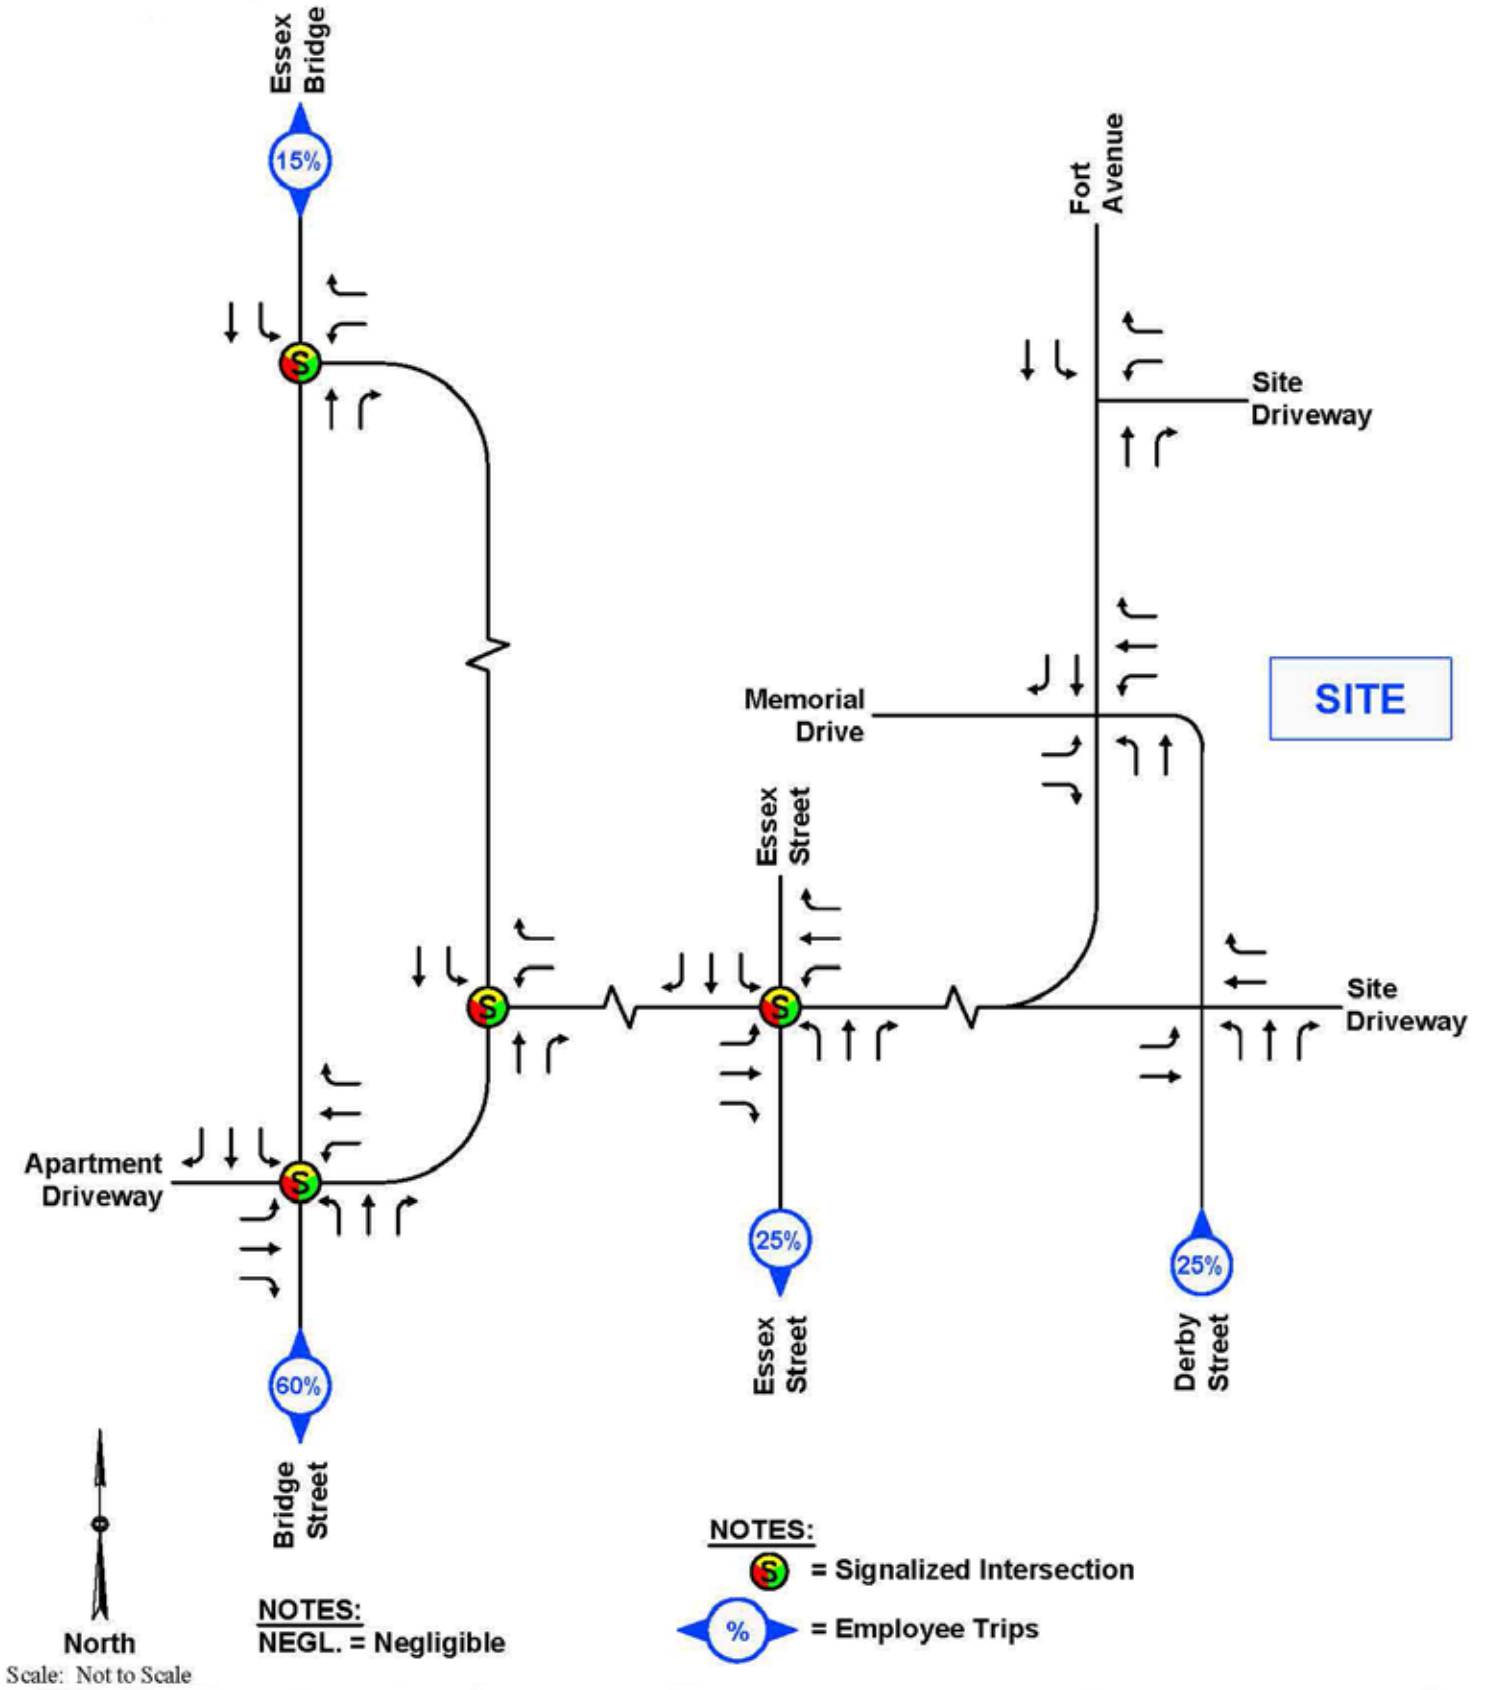 Essex
Bridge
15%
Fort
Avenue
S
Site
Driveway
SITE
Memorial
Drive
Essex
Street
S
S
Site
Driveway
Apartment
Driveway
S
25%
25%
Essex
Street
Derby
Street
60%
Bridge
Street
North
Scale: Not to Scale
NOTES:
NEGL. = Negligible
NOTES:
S = Signalized Intersection
% = Employee Trips